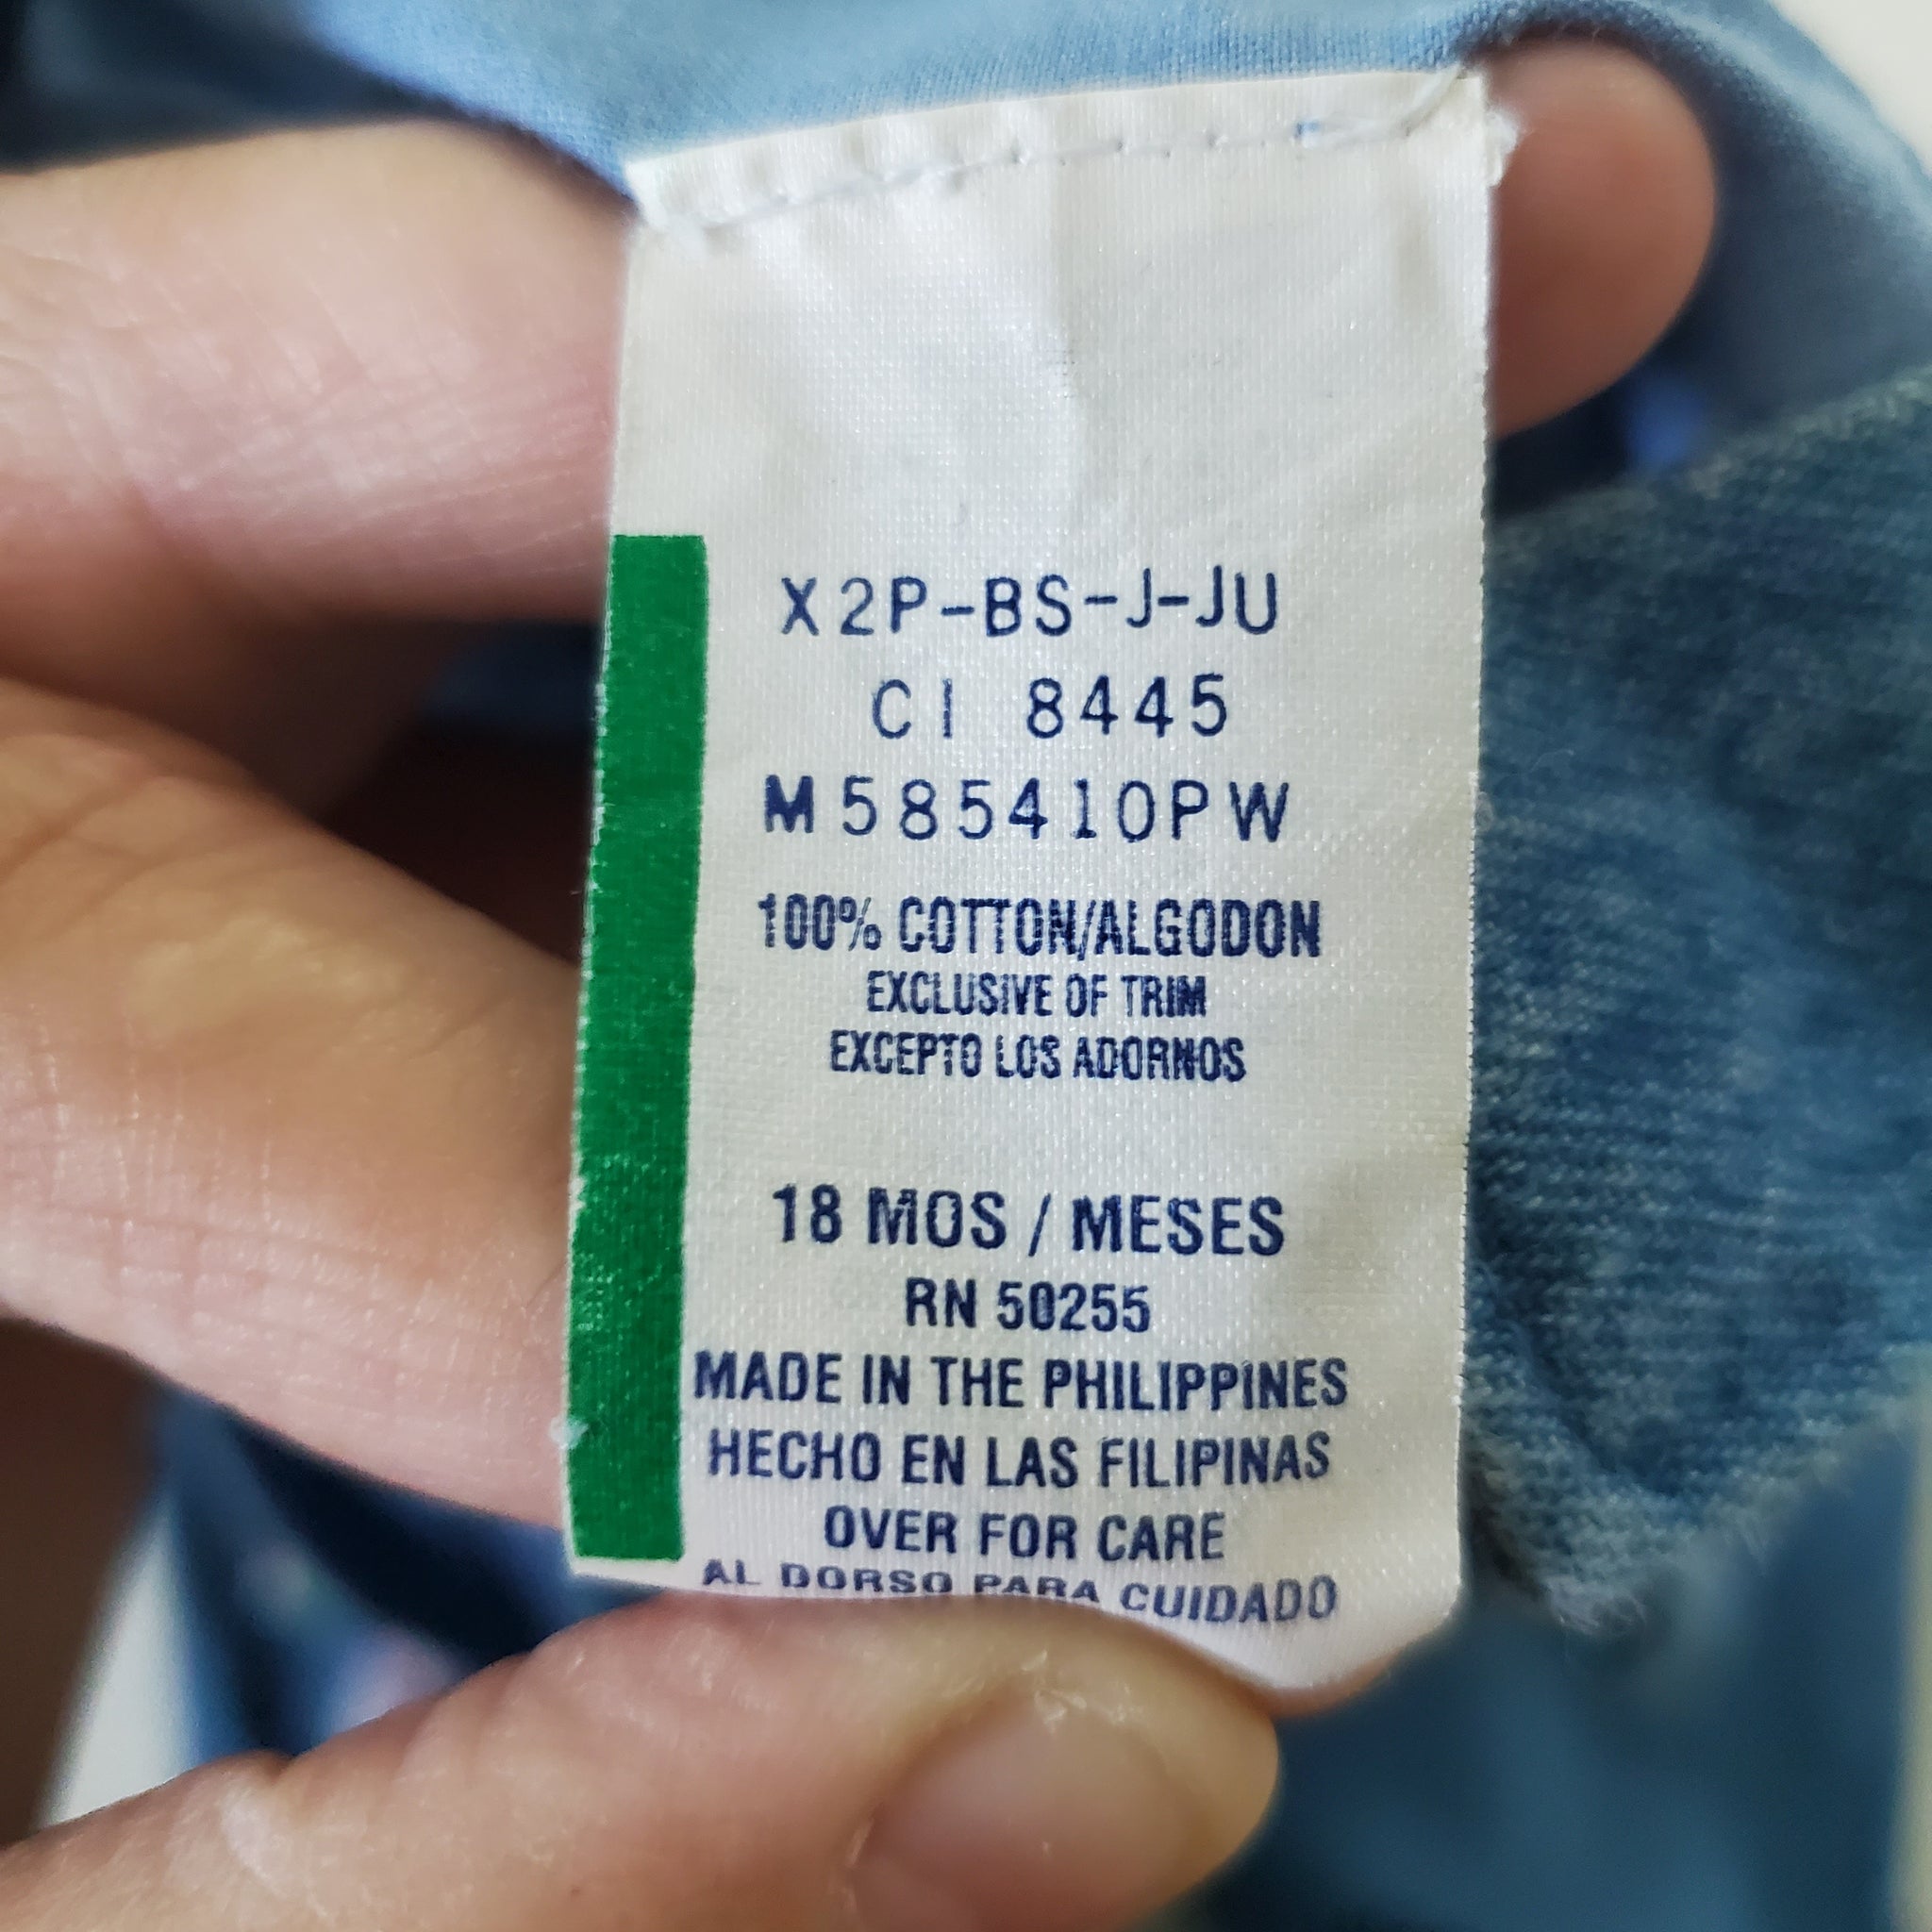 X2P-BS-J-JU
CI 8445
M585410PW
100% COTTON/ALGODON
EXCLUSIVE OF TRIM
EXCEPTO LOS ADORNOS
18 MOS / MESES
RN 50255
MADE IN THE PHILIPPINES
HECHO EN LAS FILIPINAS
OVER FOR CARE
AL DORSO PARA CUIDADO